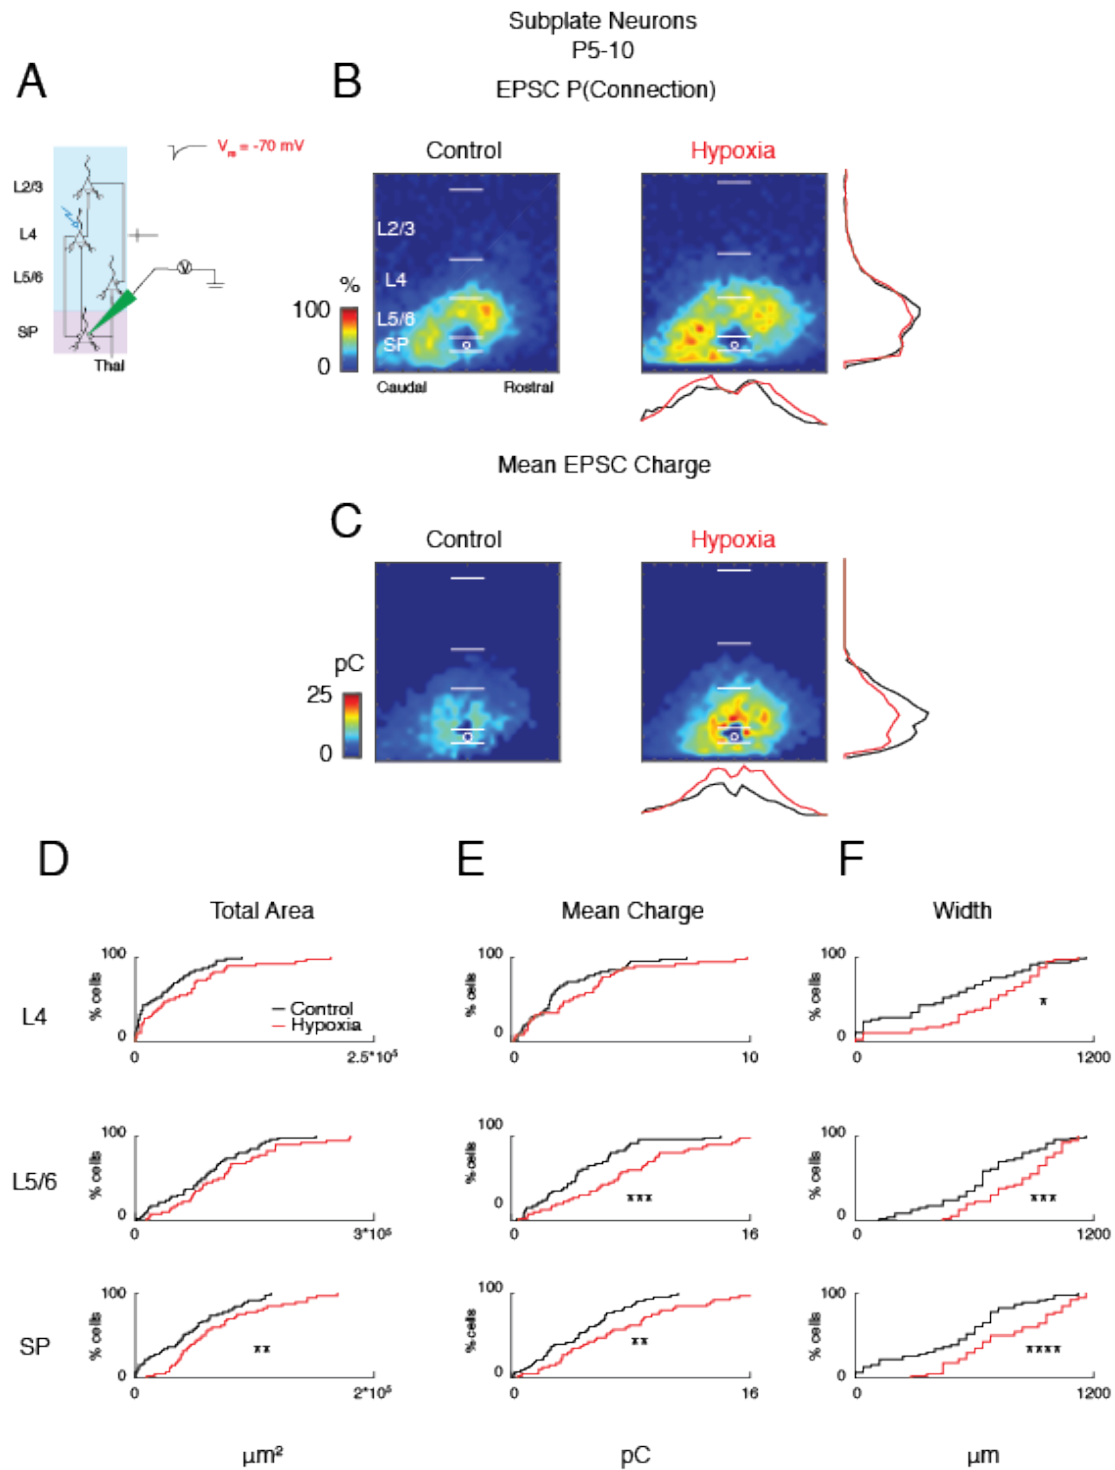 Subplate Neurons
P5-10
A
B
EPSC P(Connection)
Vm = -70 mV
L2/3
L4
L5/6
SP
Thal
V
Control
Hypoxia
L2/3
L4
L5/6
SP
%
100
0
Caudal
Rostral
Mean EPSC Charge
C
Control
Hypoxia
pC
25
0
D
E
F
Total Area
Mean Charge
Width
L4
% cells
100
0
Control
Hypoxia
0
2.5*10⁵
% cells
100
0
0
10
% cells
100
0
*
0
1200
L5/6
% cells
100
0
0
3*10⁵
% cells
100
0
***
0
16
% cells
100
0
***
0
1200
SP
% cells
100
0
**
0
2*10⁵
% cells
100
0
**
0
16
% cells
100
0
****
0
1200
µm²
pC
µm